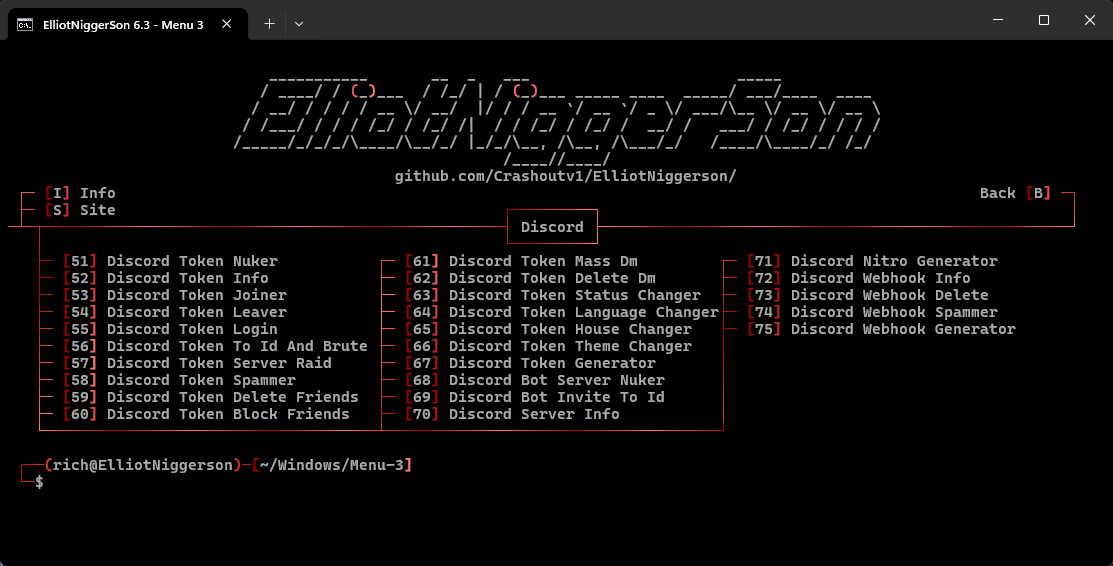 ElliotNiggerSon 6.3 - Menu 3
ElliotNiggerSon
github.com/Crashoutv1/ElliotNiggerson/
[I] Info
Back [B]
[S] Site
Discord
[51] Discord Token Nuker
[52] Discord Token Info
[53] Discord Token Joiner
[54] Discord Token Leaver
[55] Discord Token Login
[56] Discord Token To Id And Brute
[57] Discord Token Server Raid
[58] Discord Token Spammer
[59] Discord Token Delete Friends
[60] Discord Token Block Friends
[61] Discord Token Mass Dm
[62] Discord Token Delete Dm
[63] Discord Token Status Changer
[64] Discord Token Language Changer
[65] Discord Token House Changer
[66] Discord Token Theme Changer
[67] Discord Token Generator
[68] Discord Bot Server Nuker
[69] Discord Bot Invite To Id
[70] Discord Server Info
[71] Discord Nitro Generator
[72] Discord Webhook Info
[73] Discord Webhook Delete
[74] Discord Webhook Spammer
[75] Discord Webhook Generator
(rich@ElliotNiggerson)-[~/Windows/Menu-3]
$